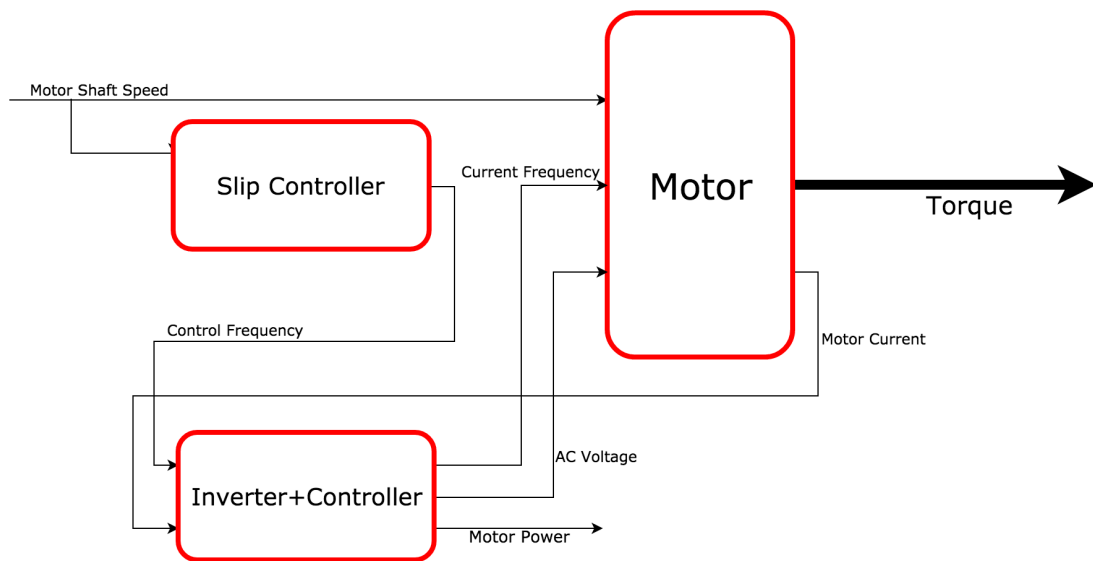 Motor Shaft Speed
Slip Controller
Current Frequency
Motor
Torque
Control Frequency
Motor Current
AC Voltage
Inverter+Controller
Motor Power